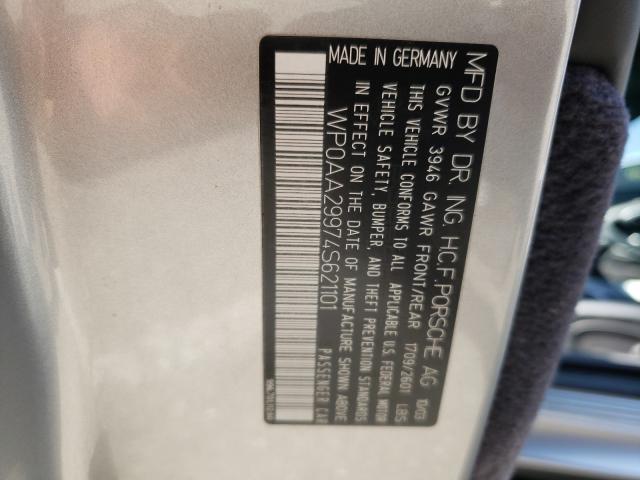 MFD BY DR. ING. H.C.F. PORSCHE AG 10/03
GVWR 3946 GAWR FRONT/REAR 1709/2601 LBS
THIS VEHICLE CONFORMS TO ALL APPLICABLE U.S. FEDERAL MOTOR
VEHICLE SAFETY, BUMPER, AND THEFT PREVENTION STANDARDS
IN EFFECT ON THE DATE OF MANUFACTURE SHOWN ABOVE
WP0AA29974S621101 PASSENGER CAR
MADE IN GERMANY